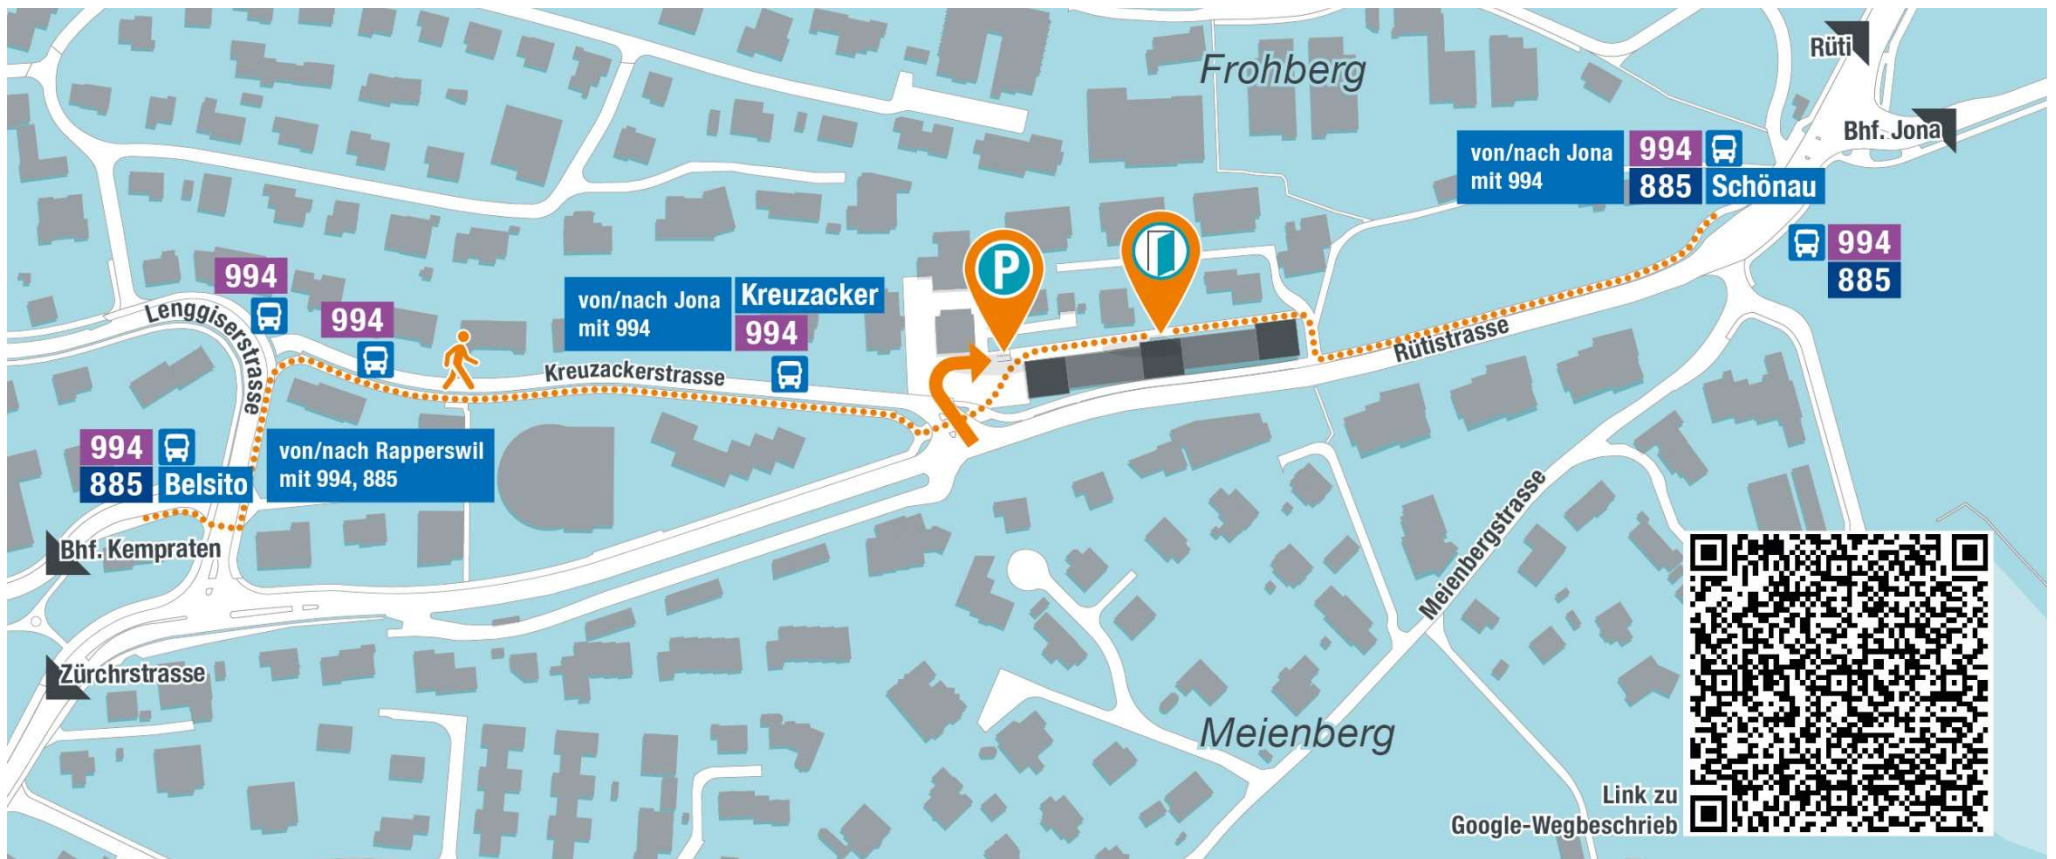 Frohberg
Rüti
Bhf. Jona
von/nach Jona
mit 994
994
885 Schönau
994
885
994
Lenggiserstrasse
994
von/nach Jona
mit 994
Kreuzacker
994
P
Kreuzackerstrasse
Rütistrasse
994
885 Belsito
von/nach Rapperswil
mit 994, 885
Bhf. Kempraten
Zürchrstrasse
Meienbergstrasse
Meienberg
Link zu
Google-Wegbeschrieb